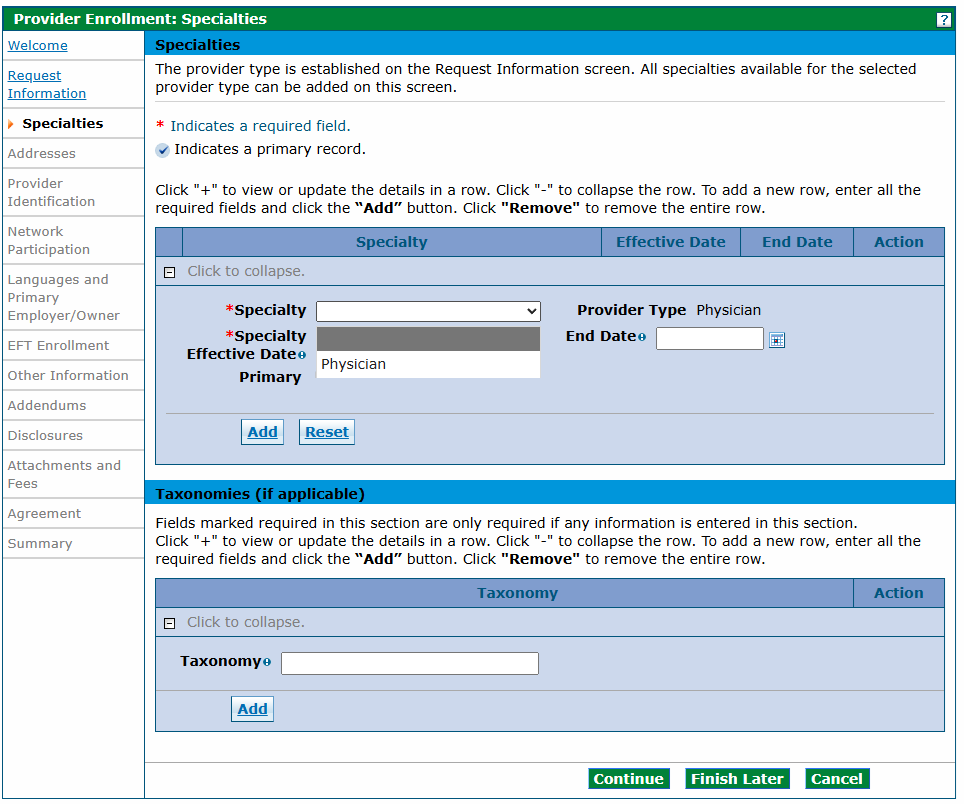 Provider Enrollment: Specialties
?
Welcome
Request
Information
Specialties
Addresses
Provider
Identification
Network
Participation
Languages and
Primary
Employer/Owner
EFT Enrollment
Other Information
Addendums
Disclosures
Attachments and
Fees
Agreement
Summary
Specialties
The provider type is established on the Request Information screen. All specialties available for the selected
provider type can be added on this screen.
* Indicates a required field.
Indicates a primary record.
Click "+" to view or update the details in a row. Click "-" to collapse the row. To add a new row, enter all the
required fields and click the “Add” button. Click "Remove" to remove the entire row.
Specialty Effective Date End Date Action
Click to collapse.
*Specialty Provider Type Physician
*Specialty
Effective Date End Date
Physician
Primary
Add Reset
Taxonomies (if applicable)
Fields marked required in this section are only required if any information is entered in this section.
Click "+" to view or update the details in a row. Click "-" to collapse the row. To add a new row, enter all the
required fields and click the “Add” button. Click "Remove" to remove the entire row.
Taxonomy Action
Click to collapse.
Taxonomy
Add
Continue Finish Later Cancel